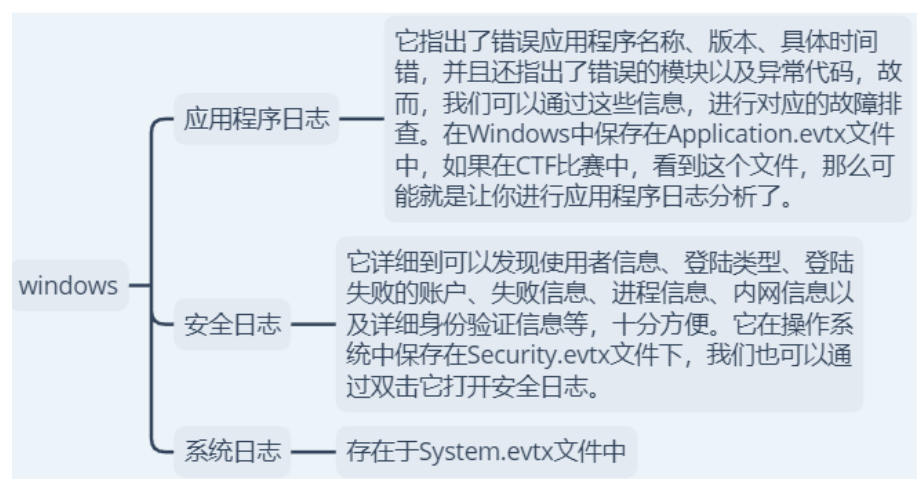 windows
应用程序日志
它指出了错误应用程序名称、版本、具体时间
错，并且还指出了错误的模块以及异常代码，故
而，我们可以通过这些信息，进行对应的故障排
查。在Windows中保存在Application.evtx文件
中，如果在CTF比赛中，看到这个文件，那么可
能就是让你进行应用程序日志分析了。
安全日志
它详细到可以发现使用者信息、登陆类型、登陆
失败的账户、失败信息、进程信息、内网信息以
及详细身份验证信息等，十分方便。它在操作系
统中保存在Security.evtx文件下，我们也可以通
过双击它打开安全日志。
系统日志
存在于System.evtx文件中